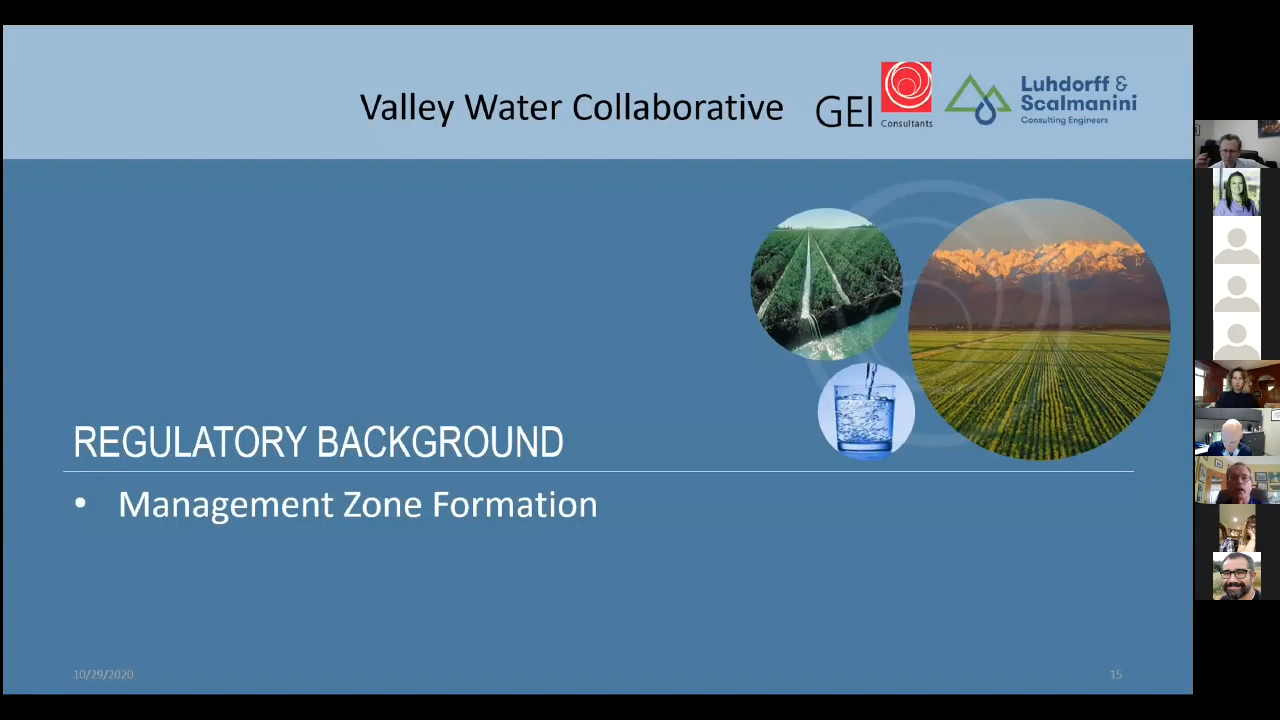 Valley Water Collaborative
GEI
Consultants
Luhdorff &
Scalmanini
Consulting Engineers
REGULATORY BACKGROUND
• Management Zone Formation
10/29/2020
15